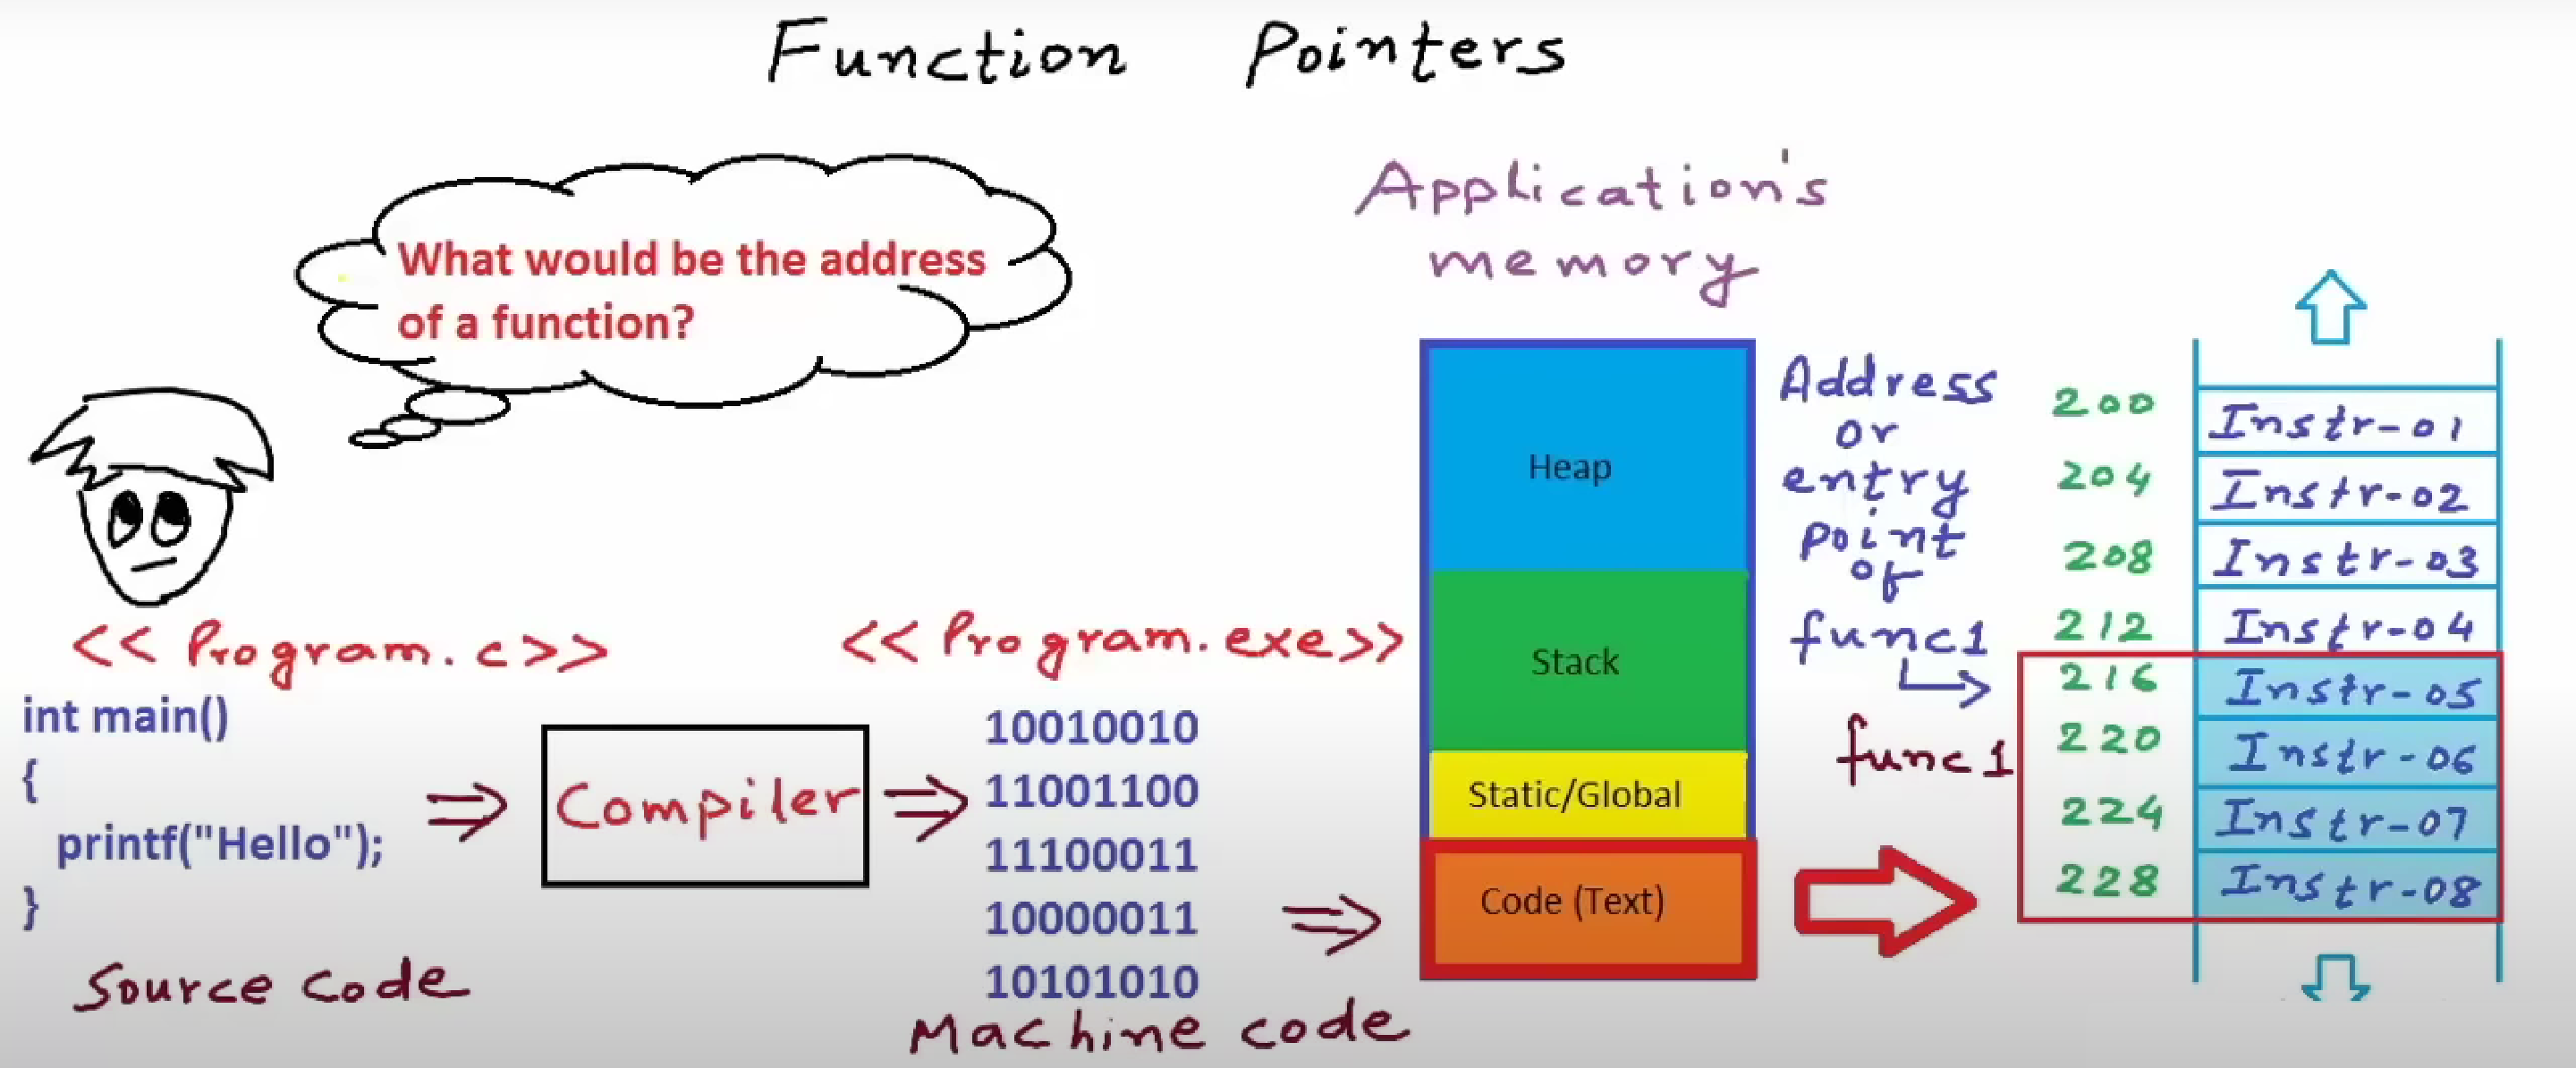 Function Pointers
What would be the address
of a function?
<< Program.c >>
int main()
{
printf("Hello");
}
Source code
Compiler
<< Program.exe >>
10010010
11001100
11100011
10000011
10101010
Machine code
Application's
memory
Heap
Stack
Static/Global
Code (Text)
Address
or
entry
point
of
func1
func1
200 Instr-01
204 Instr-02
208 Instr-03
212 Instr-04
216 Instr-05
220 Instr-06
224 Instr-07
228 Instr-08